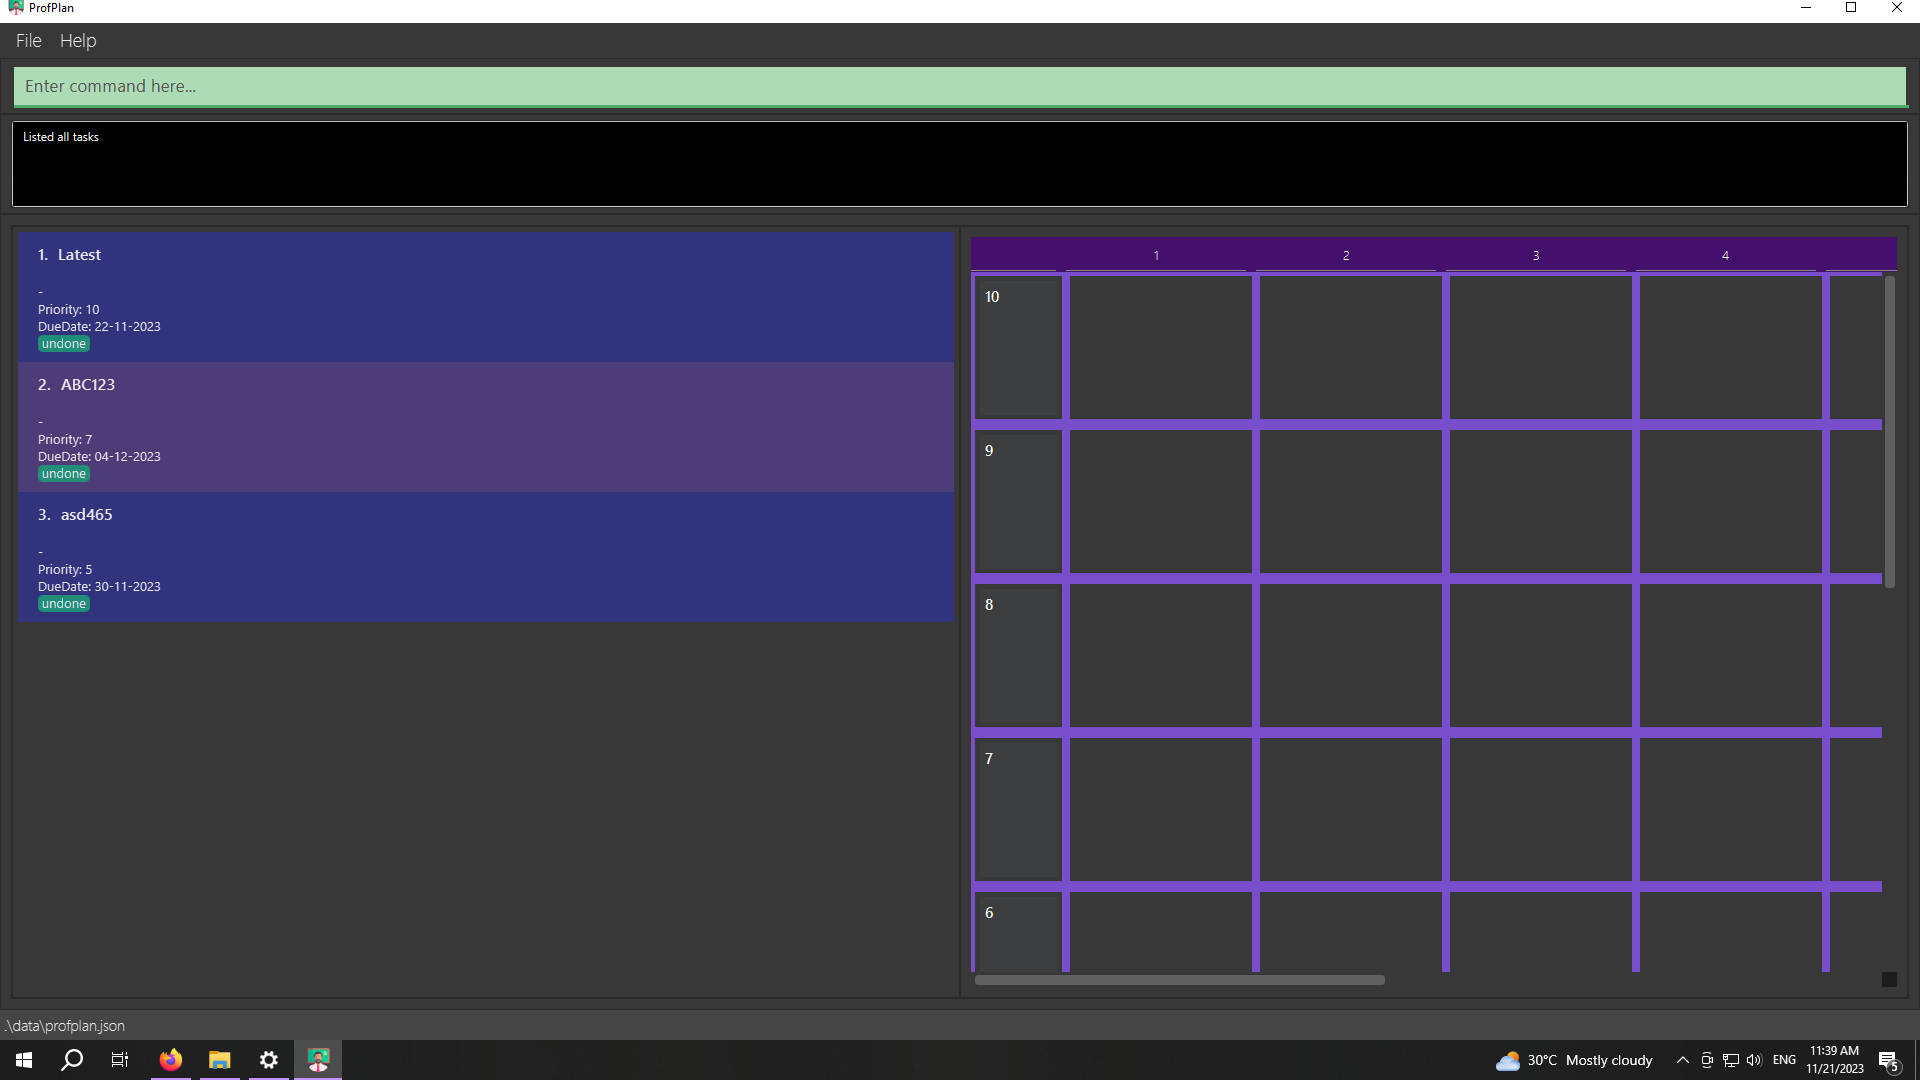 ProfPlan
File Help
Enter command here...
Listed all tasks
1. Latest
-
Priority: 10
DueDate: 22-11-2023
undone
2. ABC123
-
Priority: 7
DueDate: 04-12-2023
undone
3. asd465
-
Priority: 5
DueDate: 30-11-2023
undone
1 2 3 4
10
9
8
7
6
.\data\profplan.json
30°C Mostly cloudy
ENG
11:39 AM
11/21/2023
5